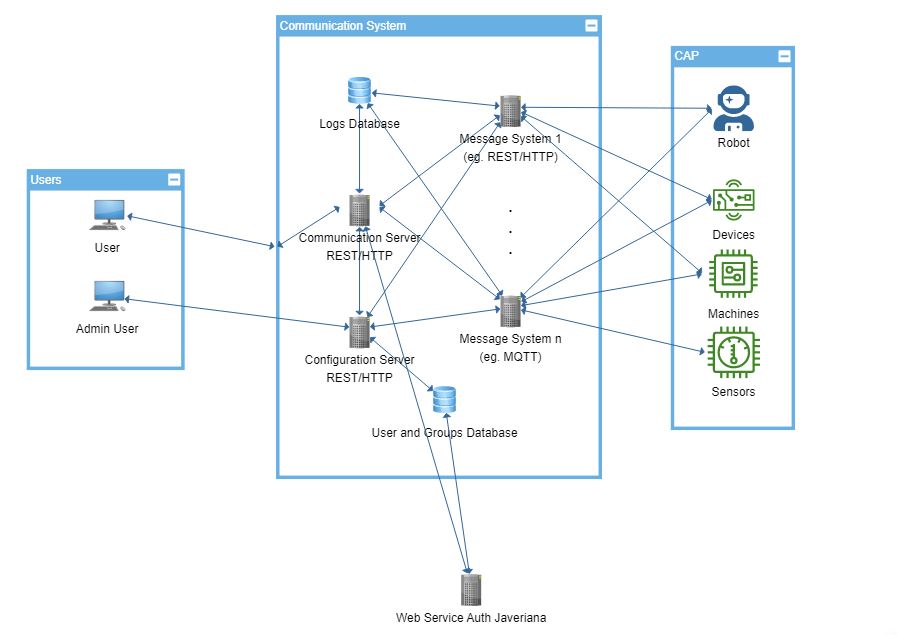 Communication System
CAP
Logs Database
Message System 1
(eg. REST/HTTP)
Robot
Users
User
Communication Server
REST/HTTP
.
.
.
Devices
Machines
Admin User
Configuration Server
REST/HTTP
Message System n
(eg. MQTT)
Sensors
User and Groups Database
Web Service Auth Javeriana